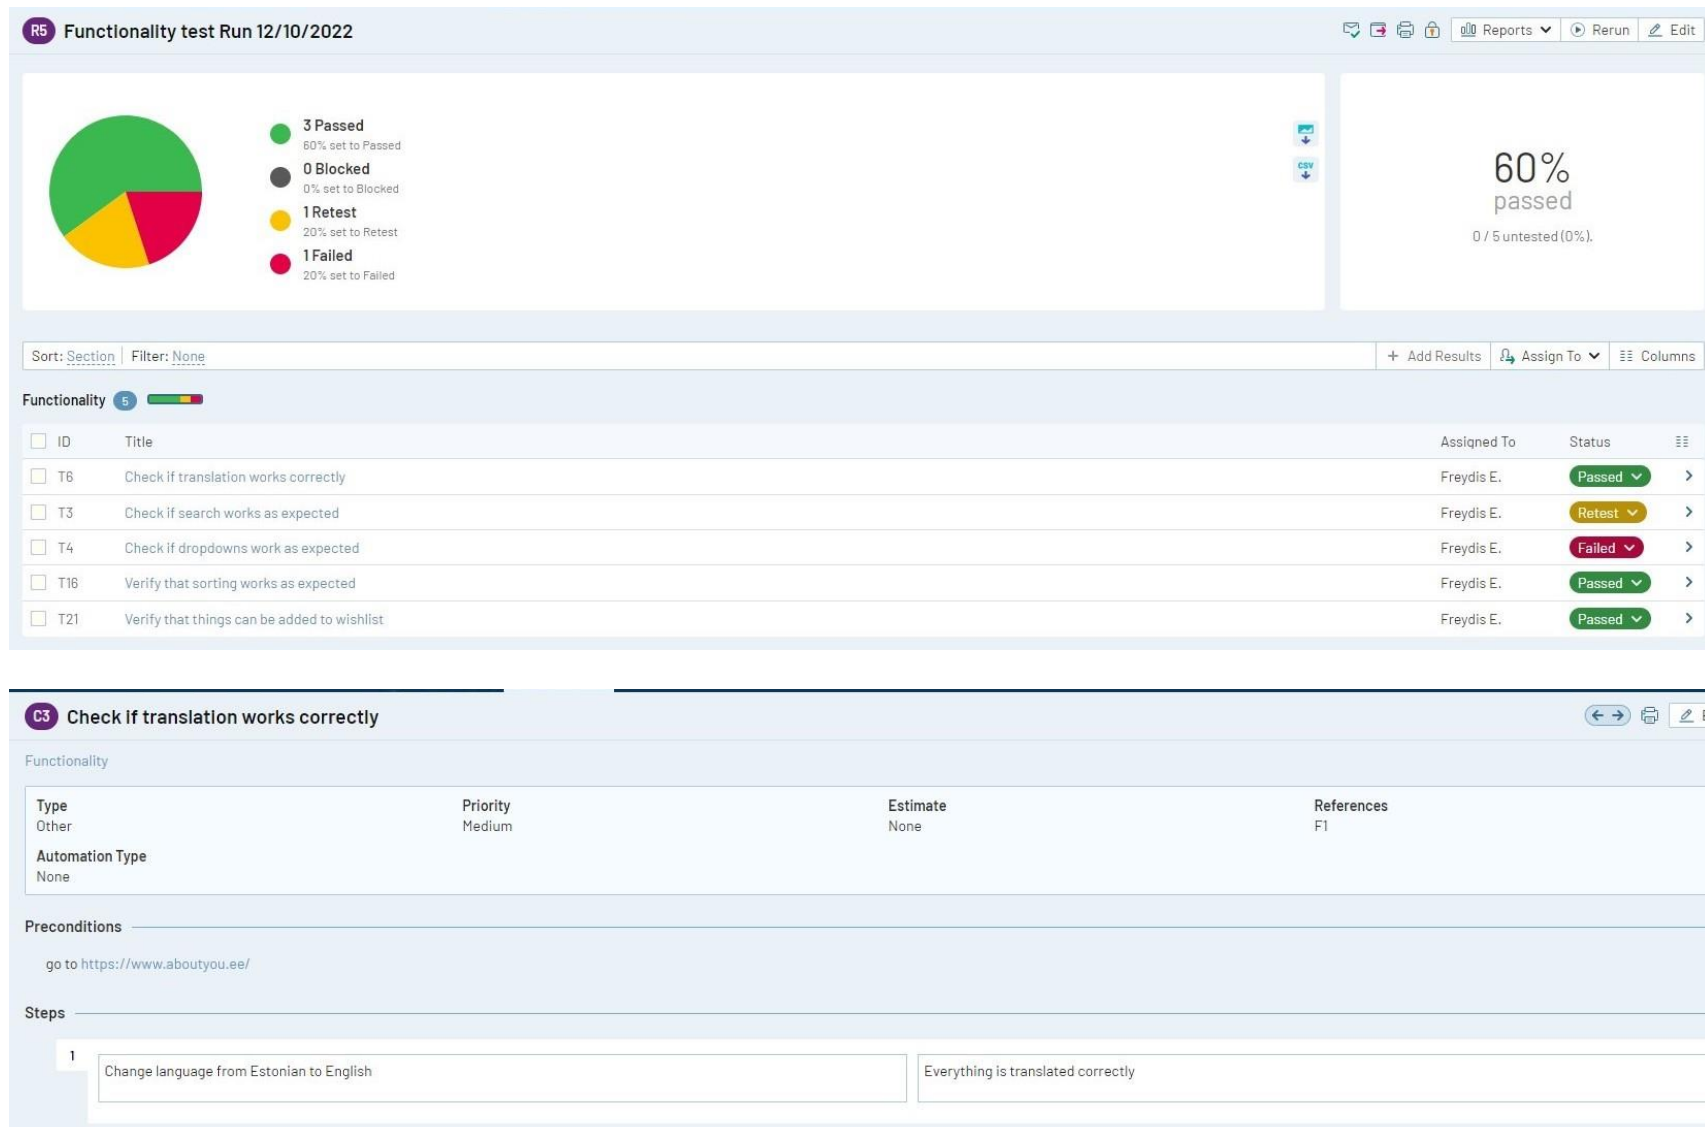 R5 Functionality test Run 12/10/2022 Reports Rerun Edit
3 Passed
60% set to Passed
0 Blocked
0% set to Blocked
1 Retest
20% set to Retest
1 Failed
20% set to Failed
CSV
60%
passed
0 / 5 untested (0%).
Sort: Section Filter: None + Add Results Assign To Columns
Functionality 5
ID Title Assigned To Status
T6 Check if translation works correctly Freydis E. Passed
T3 Check if search works as expected Freydis E. Retest
T4 Check if dropdowns work as expected Freydis E. Failed
T16 Verify that sorting works as expected Freydis E. Passed
T21 Verify that things can be added to wishlist Freydis E. Passed
C3 Check if translation works correctly
Functionality
Type Priority Estimate References
Other Medium None F1
Automation Type
None
Preconditions
go to https://www.aboutyou.ee/
Steps
1
Change language from Estonian to English Everything is translated correctly